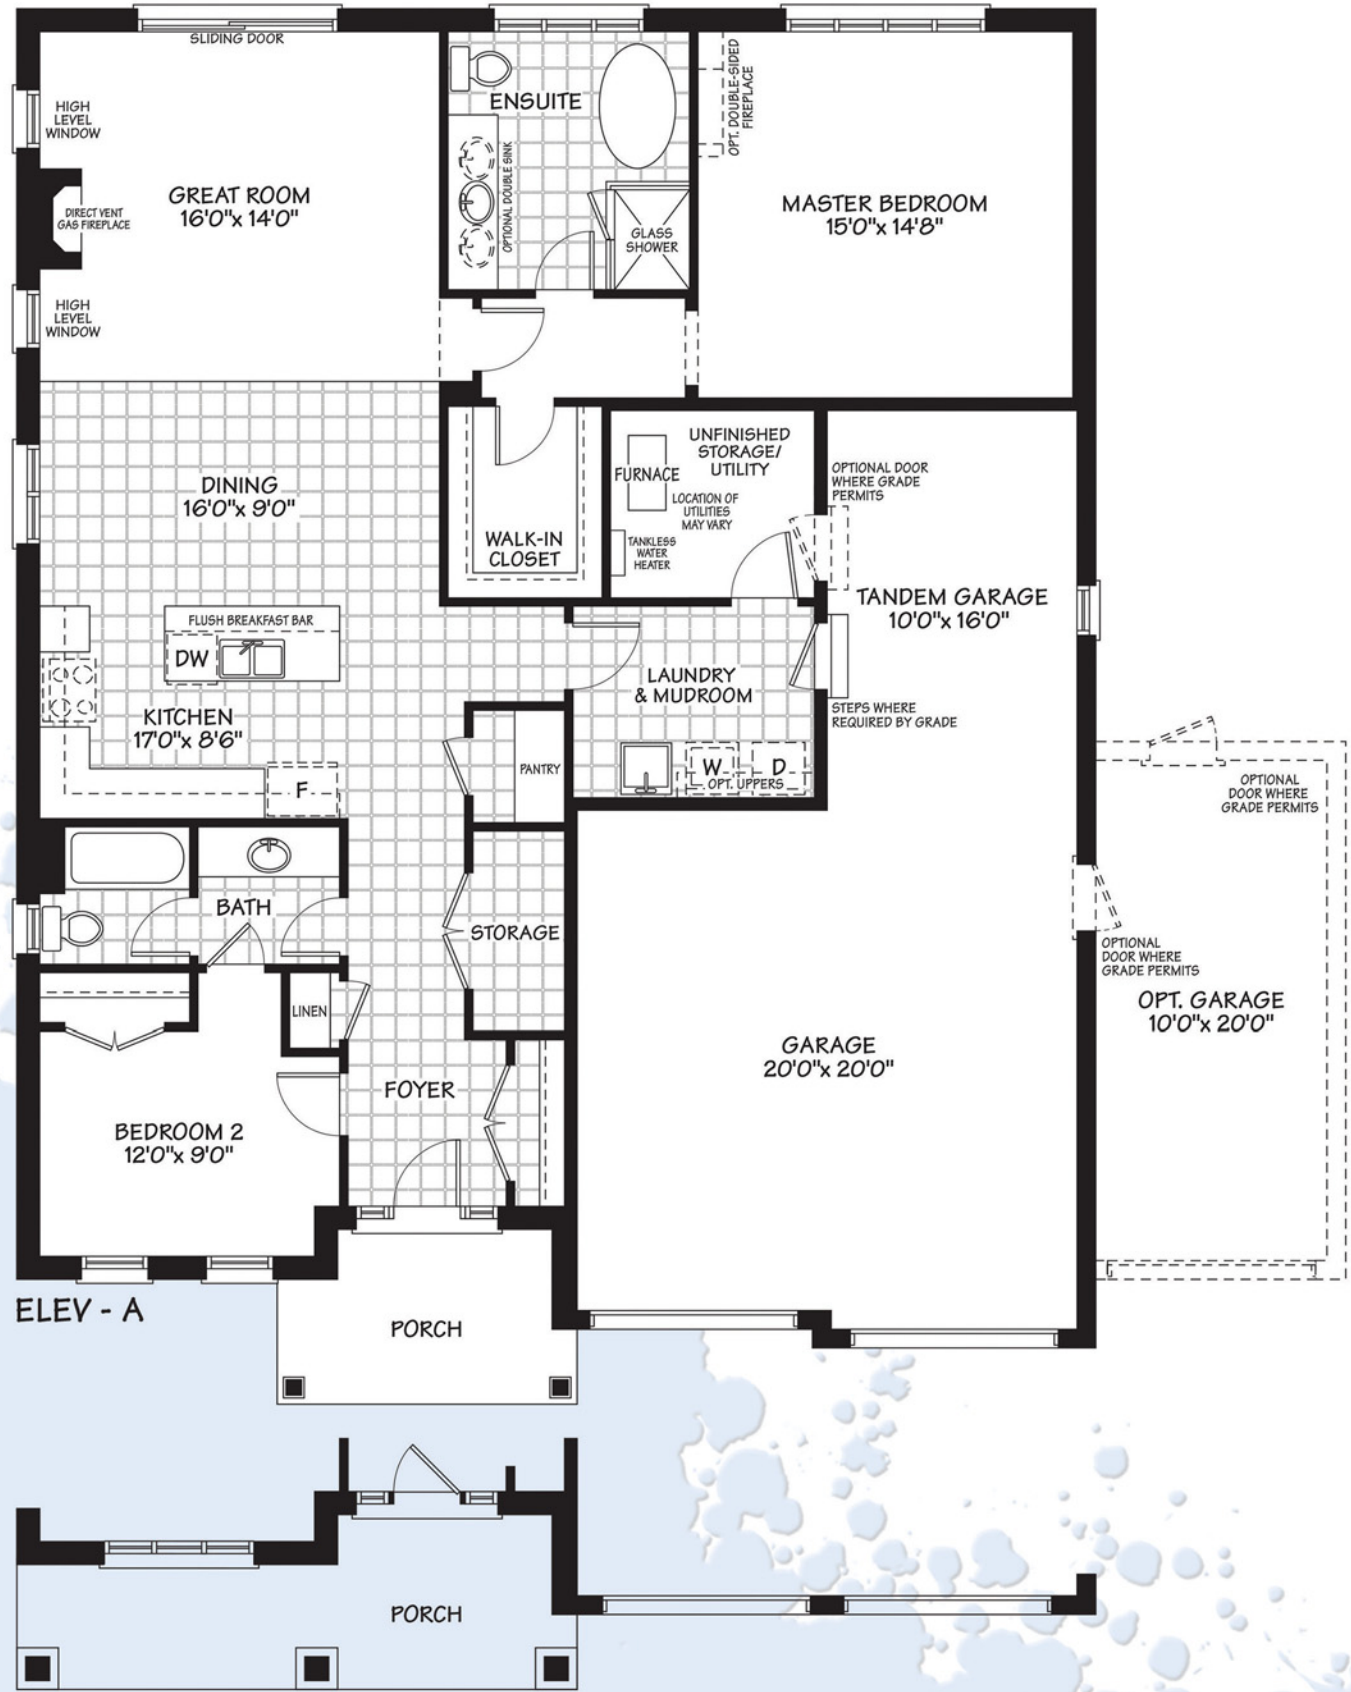 SLIDING DOOR
HIGH
LEVEL
WINDOW
DIRECT VENT
GAS FIREPLACE
GREAT ROOM
16'0"x 14'0"
HIGH
LEVEL
WINDOW
ENSUITE
OPTIONAL DOUBLE SINK
GLASS
SHOWER
OPT. DOUBLE-SIDED
FIREPLACE
MASTER BEDROOM
15'0"x 14'8"
DINING
16'0"x 9'0"
WALK-IN
CLOSET
UNFINISHED
STORAGE/
UTILITY
FURNACE
LOCATION OF
UTILITIES
MAY VARY
TANKLESS
WATER
HEATER
OPTIONAL DOOR
WHERE GRADE
PERMITS
TANDEM GARAGE
10'0"x 16'0"
FLUSH BREAKFAST BAR
DW
KITCHEN
17'0"x 8'6"
F
LAUNDRY
& MUDROOM
STEPS WHERE
REQUIRED BY GRADE
PANTRY
W
D
OPT. UPPERS
OPTIONAL
DOOR WHERE
GRADE PERMITS
BATH
STORAGE
OPTIONAL
DOOR WHERE
GRADE PERMITS
OPT. GARAGE
10'0"x 20'0"
LINEN
GARAGE
20'0"x 20'0"
FOYER
BEDROOM 2
12'0"x 9'0"
ELEV - A
PORCH
PORCH